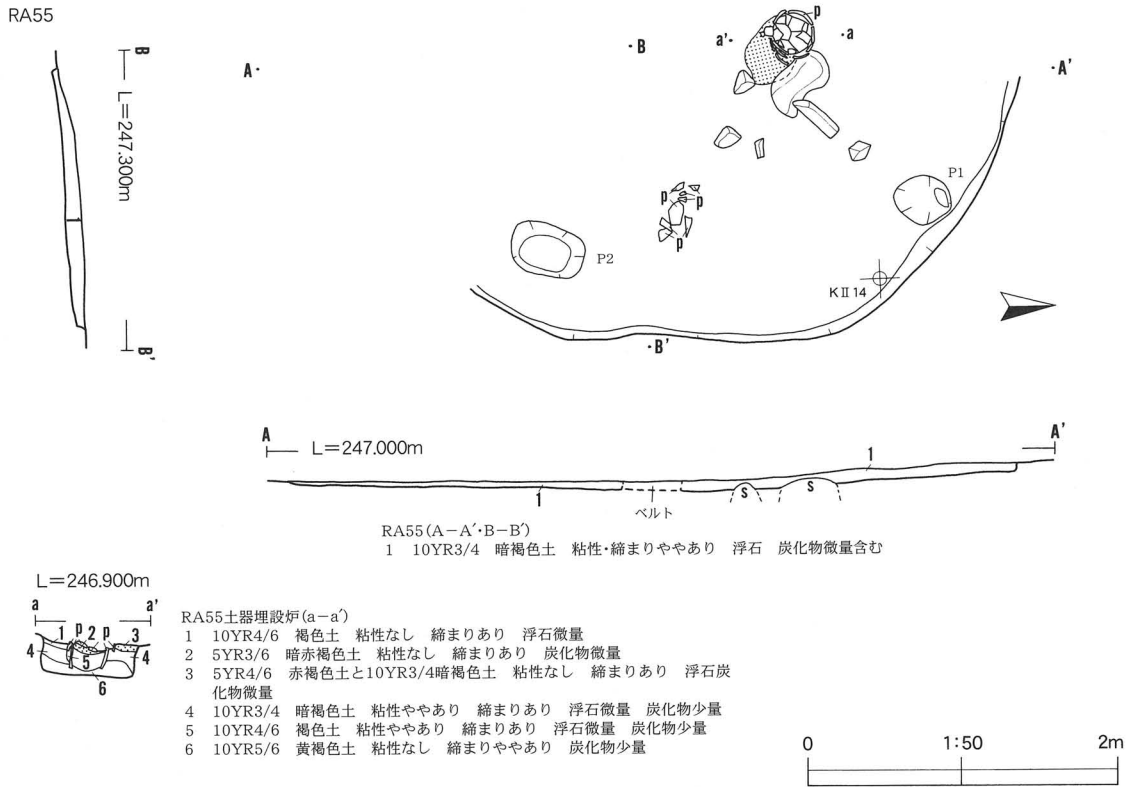 RA55
B
L=247.300m
1
B'
A
B
a'
a
p
A'
P1
p
p
p
P2
KⅡ14
B'
A
L=247.000m
A'
1
1
S
S
ベルト
RA55(A-A'・B-B')
1 10YR3/4 暗褐色土 粘性・締まりややあり 浮石 炭化物微量含む
L=246.900m
a
a'
1
p
2
p
3
4
5
4
6
RA55土器埋設炉(a-a')
1 10YR4/6 褐色土 粘性なし 締まりあり 浮石微量
2 5YR3/6 暗赤褐色土 粘性なし 締まりあり 炭化物微量
3 5YR4/6 赤褐色土と10YR3/4暗褐色土 粘性なし 締まりあり 浮石炭
化物微量
4 10YR3/4 暗褐色土 粘性ややあり 締まりあり 浮石微量 炭化物少量
5 10YR4/6 褐色土 粘性ややあり 締まりあり 浮石微量 炭化物少量
6 10YR5/6 黄褐色土 粘性なし 締まりややあり 炭化物少量
0
1:50
2m